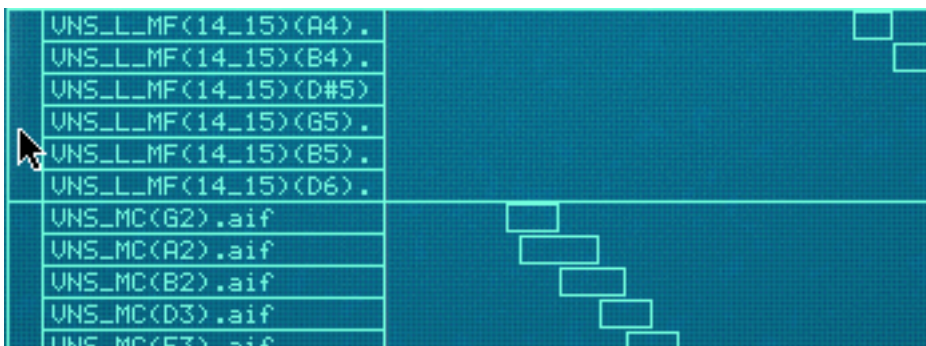 VNS_L_MF(14_15)(A4).
VNS_L_MF(14_15)(B4).
VNS_L_MF(14_15)(D#5)
VNS_L_MF(14_15)(G5).
VNS_L_MF(14_15)(B5).
VNS_L_MF(14_15)(D6).
VNS_MC(G2).aif
VNS_MC(A2).aif
VNS_MC(B2).aif
VNS_MC(D3).aif